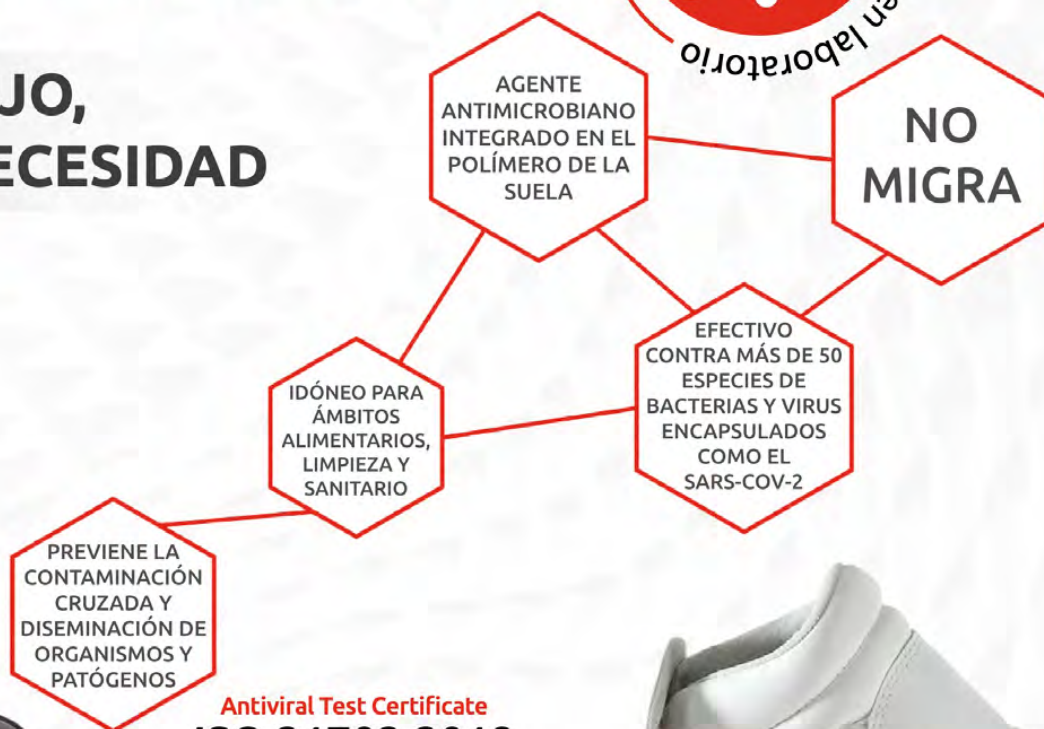 en laboratorio
JO,
ECESIDAD
AGENTE
ANTIMICROBIANO
INTEGRADO EN EL
POLÍMERO DE LA
SUELA
NO
MIGRA
EFECTIVO
CONTRA MÁS DE 50
ESPECIES DE
BACTERIAS Y VIRUS
ENCAPSULADOS
COMO EL
SARS-COV-2
IDÓNEO PARA
ÁMBITOS
ALIMENTARIOS,
LIMPIEZA Y
SANITARIO
PREVIENE LA
CONTAMINACIÓN
CRUZADA Y
DISEMINACIÓN DE
ORGANISMOS Y
PATÓGENOS
Antiviral Test Certificate